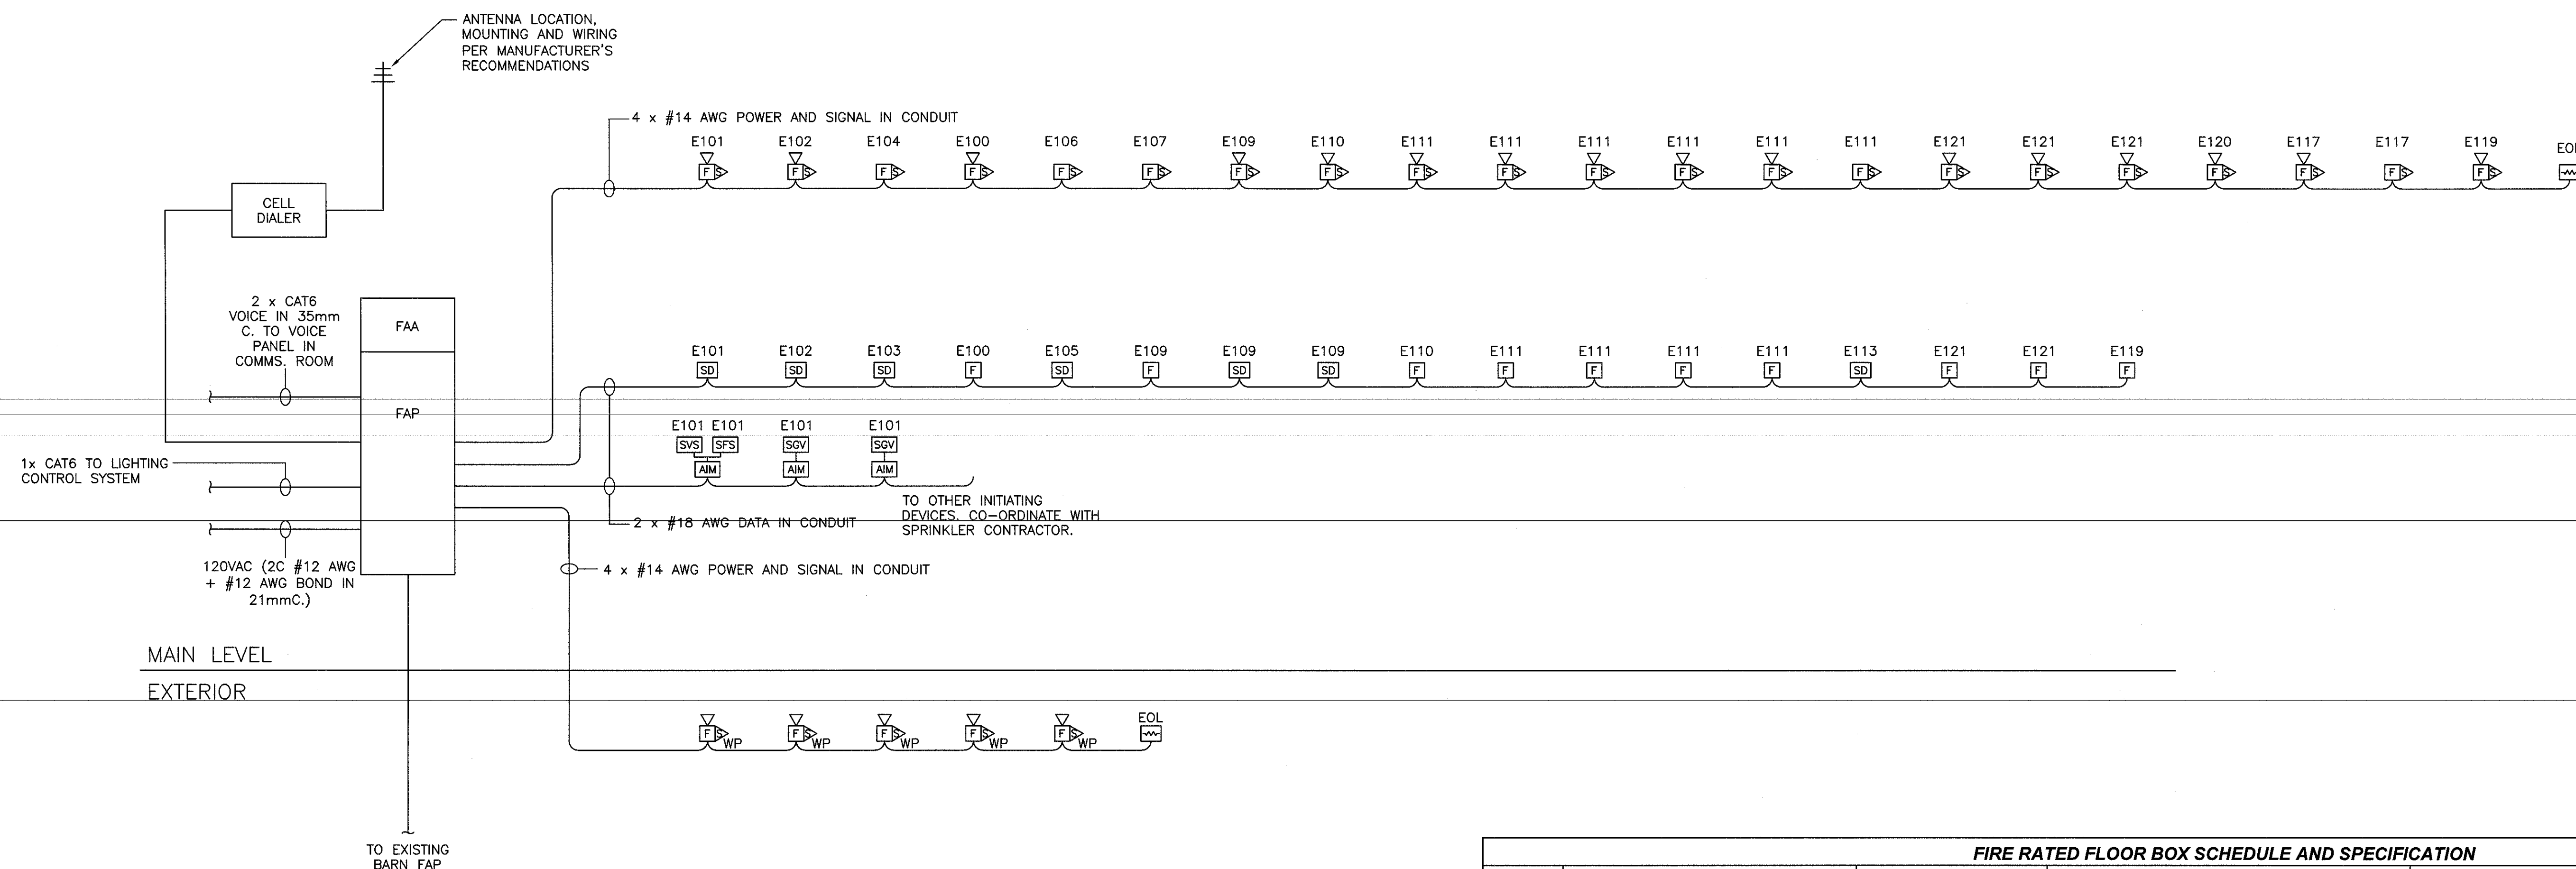 ANTENNA LOCATION,
MOUNTING AND WIRING
PER MANUFACTURER'S
RECOMMENDATIONS
4 x #14 AWG POWER AND SIGNAL IN CONDUIT
E101 E102 E104 E100 E106 E107 E109 E110 E111 E111 E111 E111 E111 E111 E121 E121 E121 E120 E117 E117 E119
F S F S F S F S F S F S F S F S F S F S F S F S F S F S F S F S F S F S F S F S F S
CELL
DIALER
2 x CAT6
VOICE IN 35mm
C. TO VOICE
PANEL IN
COMMS. ROOM
FAA
FAP
E101 E102 E103 E100 E105 E109 E109 E109 E110 E111 E111 E111 E111 E113 E121 E121 E119
SD SD SD F SD F SD SD F F F F F SD F F F
E101 E101 E101 E101
SVS SFS SGV SGV
AIM AIM AIM
1x CAT6 TO LIGHTING
CONTROL SYSTEM
TO OTHER INITIATING
DEVICES. CO-ORDINATE WITH
SPRINKLER CONTRACTOR.
2 x #18 AWG DATA IN CONDUIT
120VAC (2C #12 AWG
+ #12 AWG BOND IN
21mmC.)
4 x #14 AWG POWER AND SIGNAL IN CONDUIT
MAIN LEVEL
EXTERIOR
EOL
F S WP F S WP F S WP F S WP F S WP
TO EXISTING
BARN FAP
FIRE RATED FLOOR BOX SCHEDULE AND SPECIFICATION